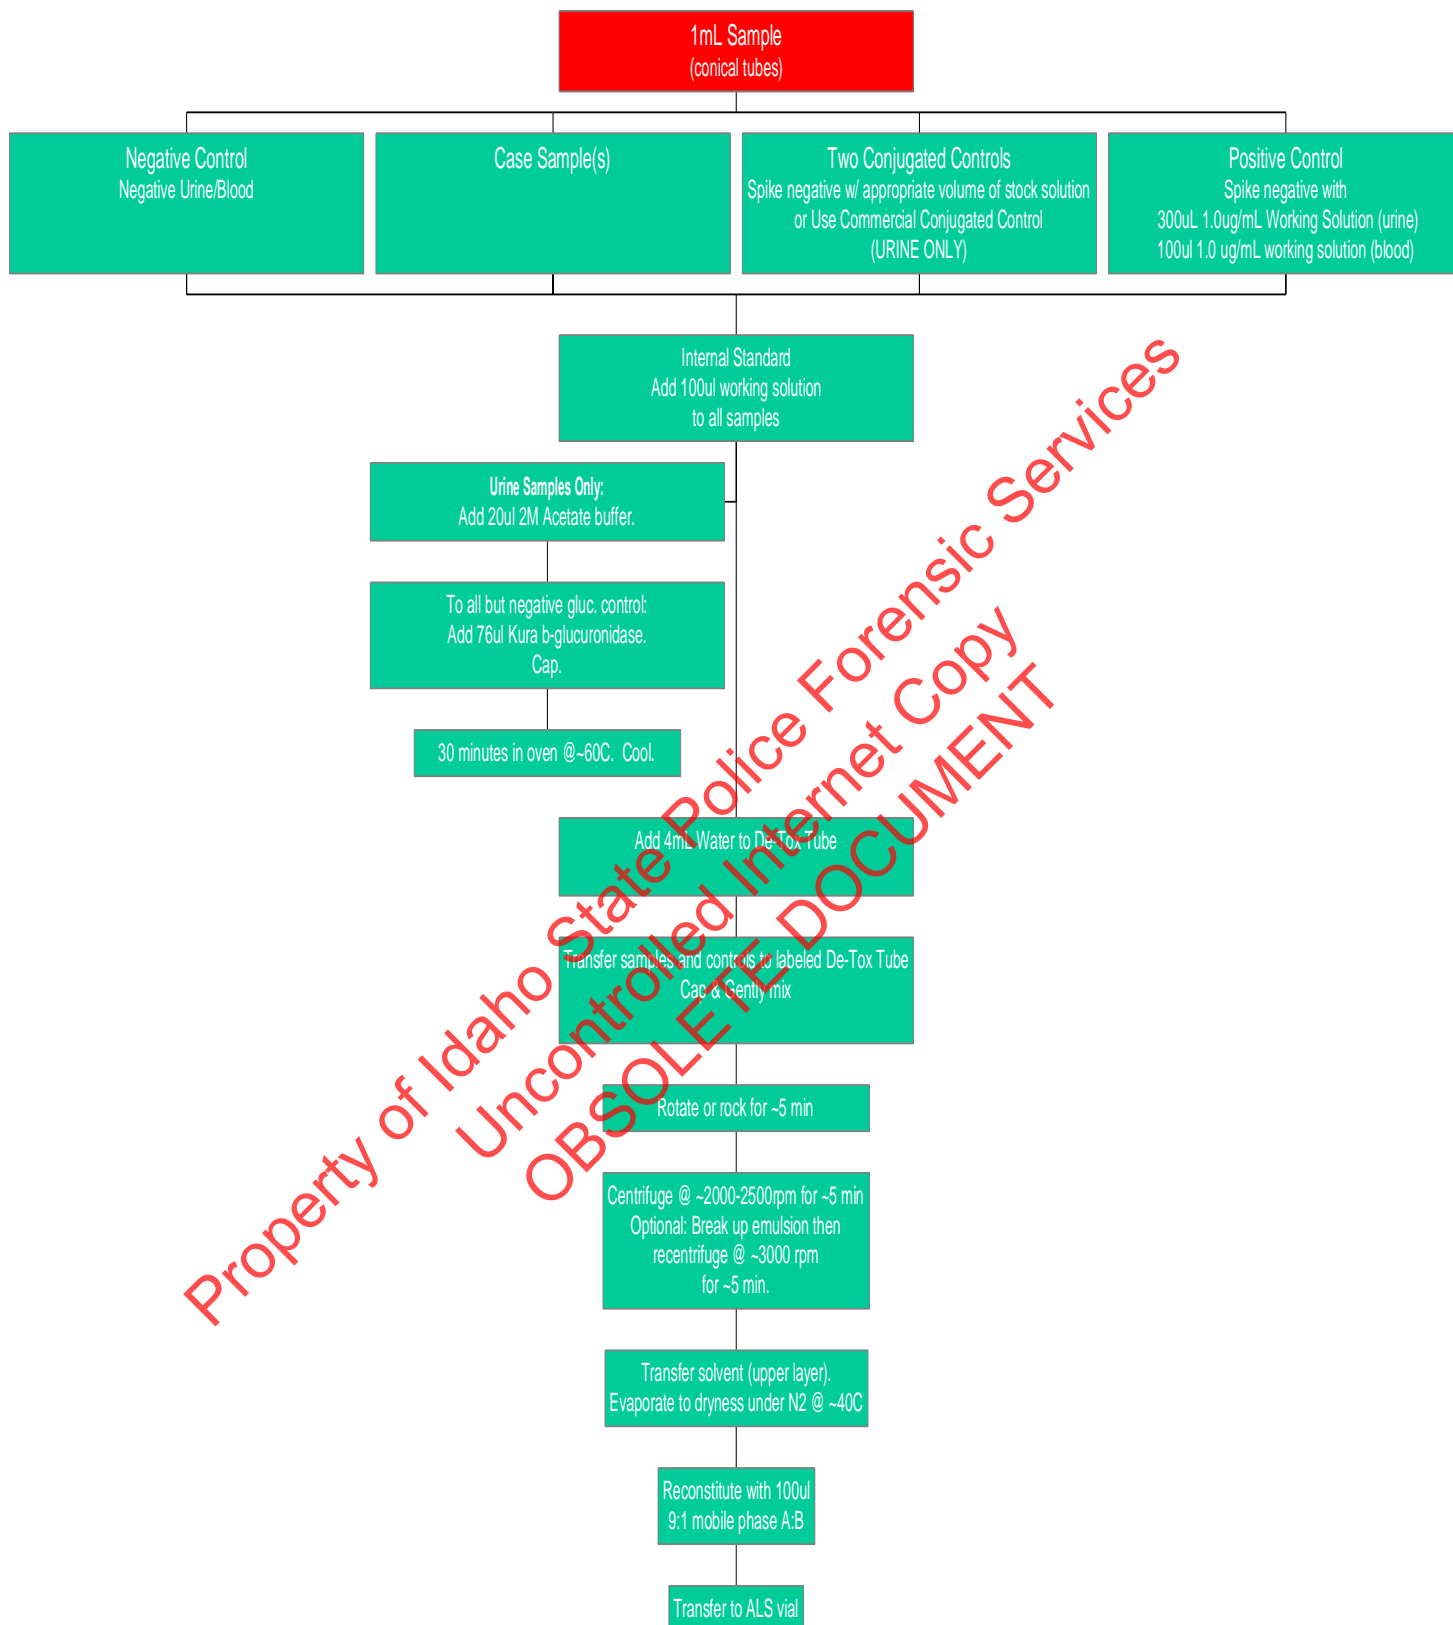 1mL Sample
(conical tubes)
Negative Control
Negative Urine/Blood
Case Sample(s)
Two Conjugated Controls
Spike negative w/ appropriate volume of stock solution
or Use Commercial Conjugated Control
(URINE ONLY)
Positive Control
Spike negative with
300uL 1.0ug/mL Working Solution (urine)
100ul 1.0 ug/mL working solution (blood)
Internal Standard
Add 100ul working solution
to all samples
Urine Samples Only:
Add 20ul 2M Acetate buffer.
To all but negative gluc. control:
Add 76ul Kura b-glucuronidase.
Cap.
30 minutes in oven @~60C.  Cool.
Add 4mL Water to De-Tox Tube
Transfer samples and controls to labeled De-Tox Tube
Cap & Gently mix
Rotate or rock for ~5 min
Centrifuge @ ~2000-2500rpm for ~5 min
Optional: Break up emulsion then
recentrifuge @ ~3000 rpm
for ~5 min.
Transfer solvent (upper layer).
Evaporate to dryness under N2 @ ~40C
Reconstitute with 100ul
9:1 mobile phase A:B
Transfer to ALS vial
Property of Idaho State Police Forensic Services
Uncontrolled Internet Copy
OBSOLETE DOCUMENT